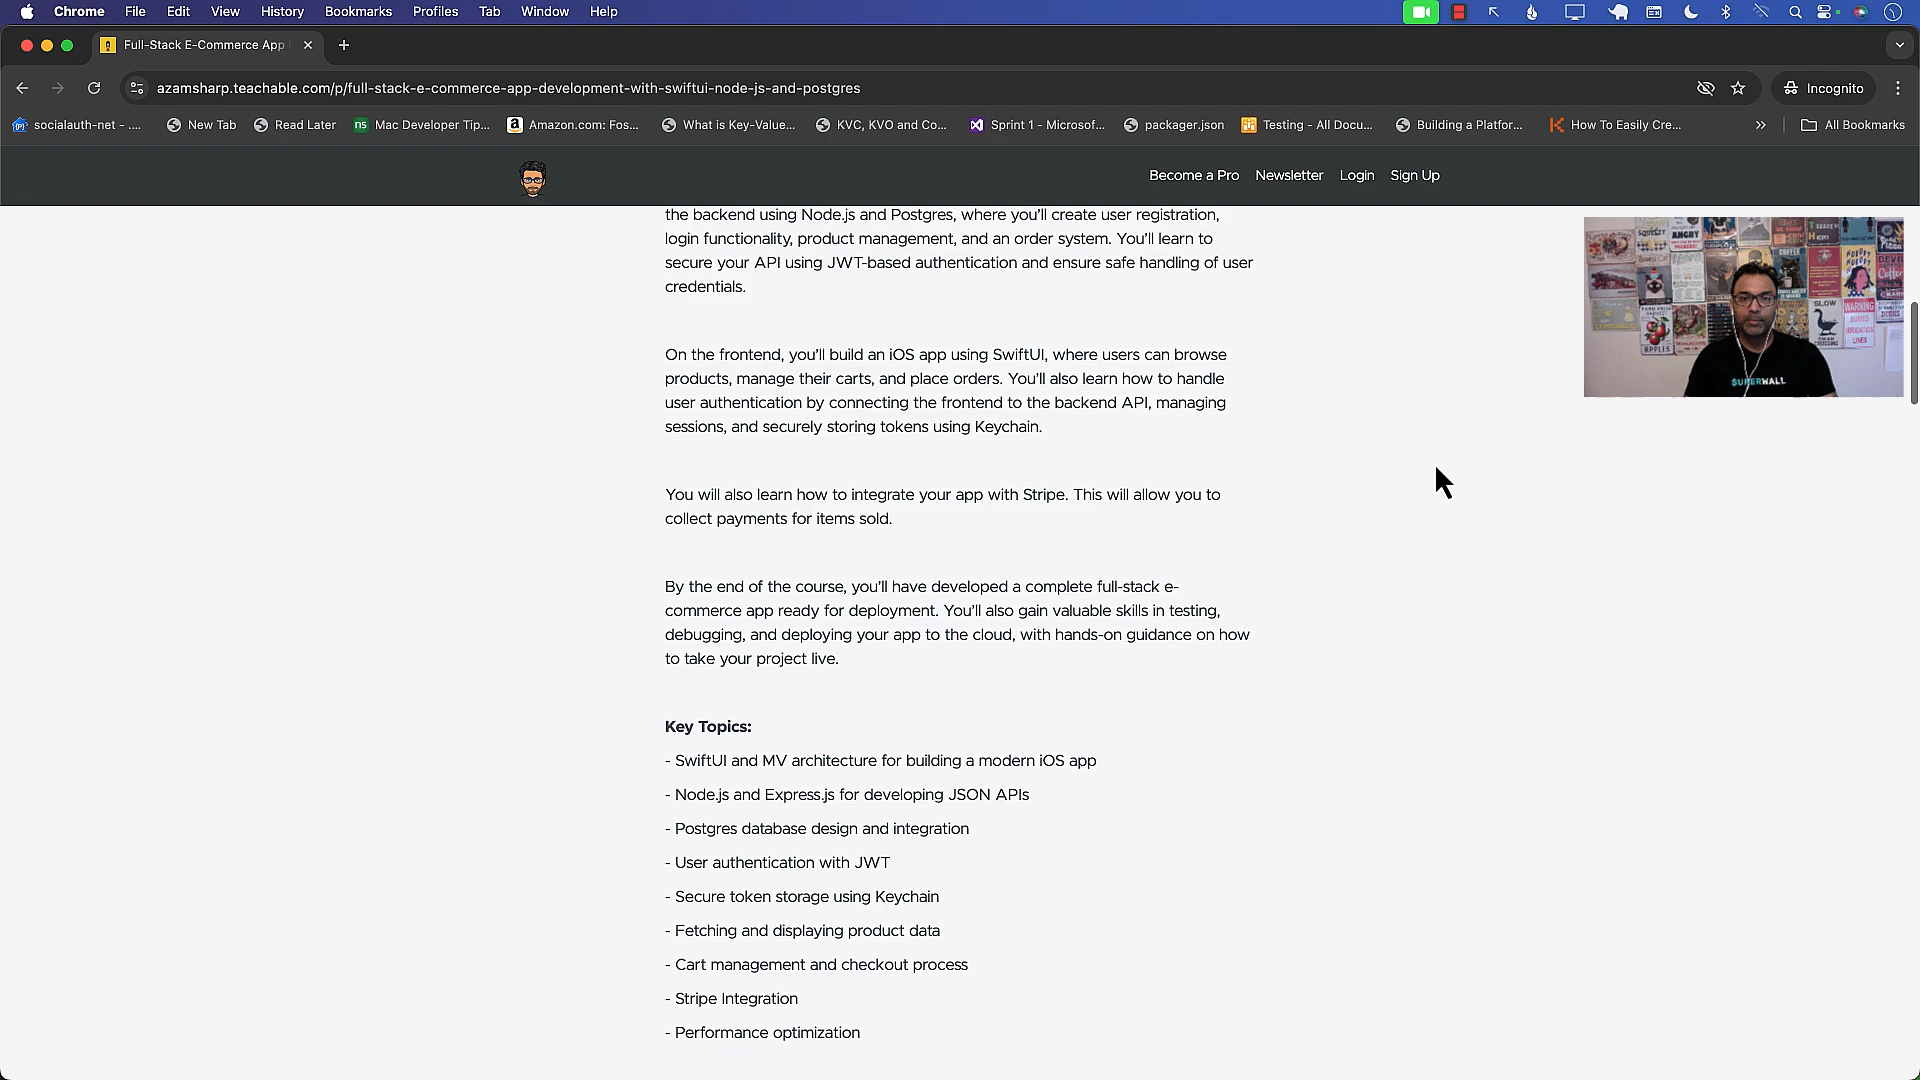 Chrome File Edit View History Bookmarks Profiles Tab Window Help
Full-Stack E-Commerce App
azamsharp.teachable.com/p/full-stack-e-commerce-app-development-with-swiftui-node-js-and-postgres
Incognito
socialauth-net - .... New Tab Read Later ns Mac Developer Tip... Amazon.com: Fos... What is Key-Value... KVC, KVO and Co... Sprint 1 - Microsof... packager.json Testing - All Docu... Building a Platfor... How To Easily Cre... » All Bookmarks
Become a Pro Newsletter Login Sign Up
the backend using Node.js and Postgres, where you’ll create user registration,
login functionality, product management, and an order system. You’ll learn to
secure your API using JWT-based authentication and ensure safe handling of user
credentials.
On the frontend, you’ll build an iOS app using SwiftUI, where users can browse
products, manage their carts, and place orders. You’ll also learn how to handle
user authentication by connecting the frontend to the backend API, managing
sessions, and securely storing tokens using Keychain.
You will also learn how to integrate your app with Stripe. This will allow you to
collect payments for items sold.
By the end of the course, you’ll have developed a complete full-stack e-
commerce app ready for deployment. You’ll also gain valuable skills in testing,
debugging, and deploying your app to the cloud, with hands-on guidance on how
to take your project live.
Key Topics:
- SwiftUI and MV architecture for building a modern iOS app
- Node.js and Express.js for developing JSON APIs
- Postgres database design and integration
- User authentication with JWT
- Secure token storage using Keychain
- Fetching and displaying product data
- Cart management and checkout process
- Stripe Integration
- Performance optimization
ANGRY
COFFEE
SLOW
WARNING
APPLES
LIVES
SUPERWALL